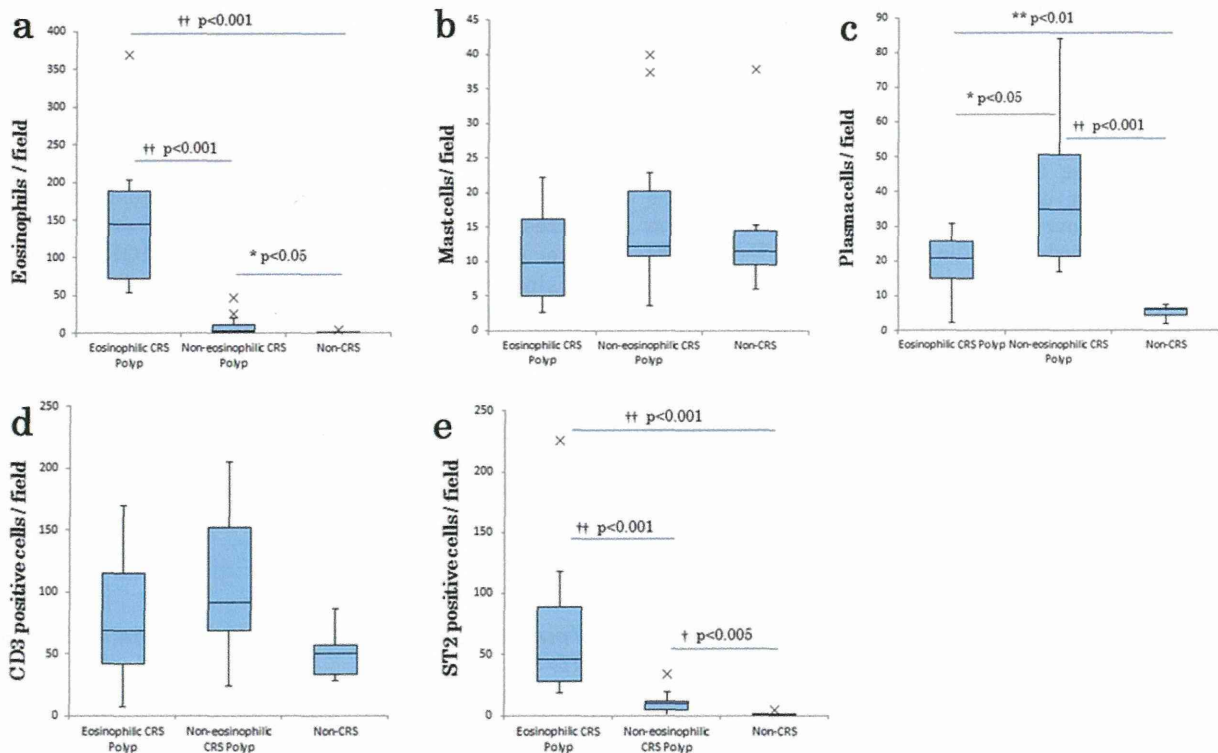 a
†† p<0.001
†† p<0.001
* p<0.05
Eosinophils / field
400
350
300
250
200
150
100
50
0
Eosinophilic CRS Polyp
Non-eosinophilic CRS Polyp
Non-CRS
b
Mast cells / field
45
40
35
30
25
20
15
10
5
0
Eosinophilic CRS Polyp
Non-eosinophilic CRS Polyp
Non-CRS
c
** p<0.01
* p<0.05
†† p<0.001
Plasma cells / field
90
80
70
60
50
40
30
20
10
0
Eosinophilic CRS Polyp
Non-eosinophilic CRS Polyp
Non-CRS
d
CD3 positive cells / field
250
200
150
100
50
0
Eosinophilic CRS Polyp
Non-eosinophilic CRS Polyp
Non-CRS
e
†† p<0.001
†† p<0.001
† p<0.005
ST2 positive cells / field
250
200
150
100
50
0
Eosinophilic CRS Polyp
Non-eosinophilic CRS Polyp
Non-CRS